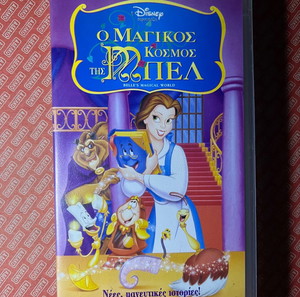 Disney
Ο ΜΑΓΙΚΟΣ
ΚΟΣΜΟΣ
ΤΗΣ ΜΠΕΛ
BELLE'S MAGICAL WORLD
Νέες, μαγευτικές ιστορίες!